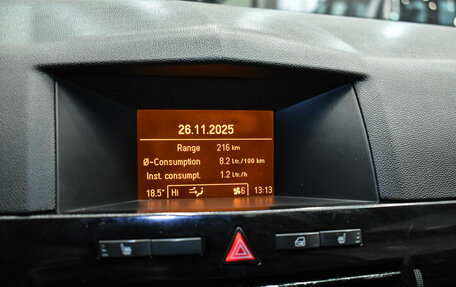 26.11.2025
Range 216 km
Ø-Consumption 8.2 Ltr./100 km
Inst. consumpt. 1.2 Ltr./h
18.5° Hi 6 13:13